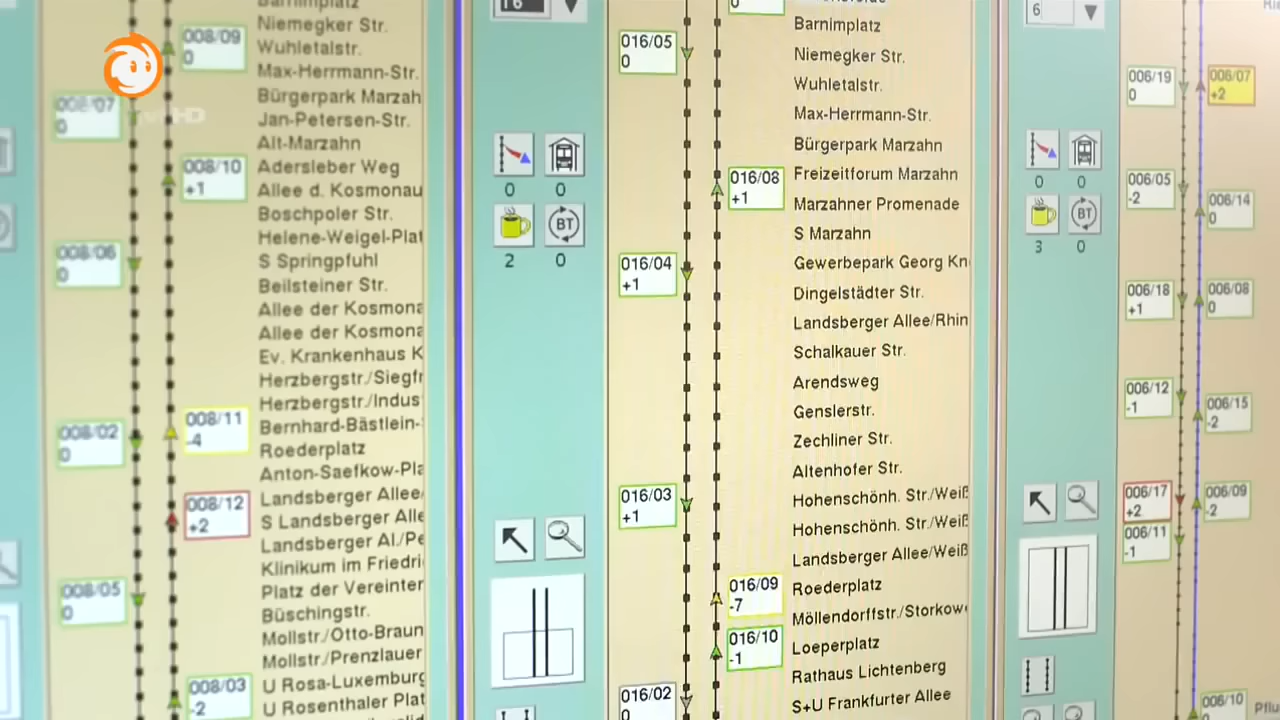 008/07
0
008/06
0
008/02
0
008/05
0
008/09
0
008/10
+1
008/11
-4
008/12
+2
008/03
-2
Barnimplatz
Niemegker Str.
Wuhletalstr.
Max-Herrmann-Str.
Bürgerpark Marzah
Jan-Petersen-Str.
Alt-Marzahn
Adersleber Weg
Allee d. Kosmonau
Boschpoler Str.
Helene-Weigel-Plat
S Springpfuhl
Beilsteiner Str.
Allee der Kosmona
Allee der Kosmona
Ev. Krankenhaus K
Herzbergstr./Siegfr
Herzbergstr./Indus
Bernhard-Bästlein-
Roederplatz
Anton-Saefkow-Pla
Landsberger Allee/
S Landsberger Alle
Landsberger Al./Pe
Klinikum im Friedri
Platz der Vereinter
Büschingstr.
Mollstr./Otto-Braun
Mollstr./Prenzlauer
U Rosa-Luxemburg
U Rosenthaler Plat
16
0 0
BT
2 0
016/05
0
016/04
+1
016/03
+1
016/02
0
0
016/08
+1
016/09
-7
016/10
-1
Barnimplatz
Niemegker Str.
Wuhletalstr.
Max-Herrmann-Str.
Bürgerpark Marzahn
Freizeitforum Marzahn
Marzahner Promenade
S Marzahn
Gewerbepark Georg Kn
Dingelstädter Str.
Landsberger Allee/Rhin
Schalkauer Str.
Arendsweg
Genslerstr.
Zechliner Str.
Altenhofer Str.
Hohenschönh. Str./Weiß
Hohenschönh. Str./Weiß
Landsberger Allee/Weiß
Roederplatz
Möllendorffstr./Storkow
Loeperplatz
Rathaus Lichtenberg
S+U Frankfurter Allee
6
0 0
BT
3 0
006/19
0
006/05
-2
006/18
+1
006/12
-1
006/17
+2
006/11
-1
006/07
+2
006/14
0
006/08
0
006/15
-2
006/09
-2
006/10
Pflu